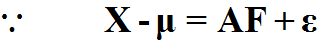 ∵ X - μ = AF + ε